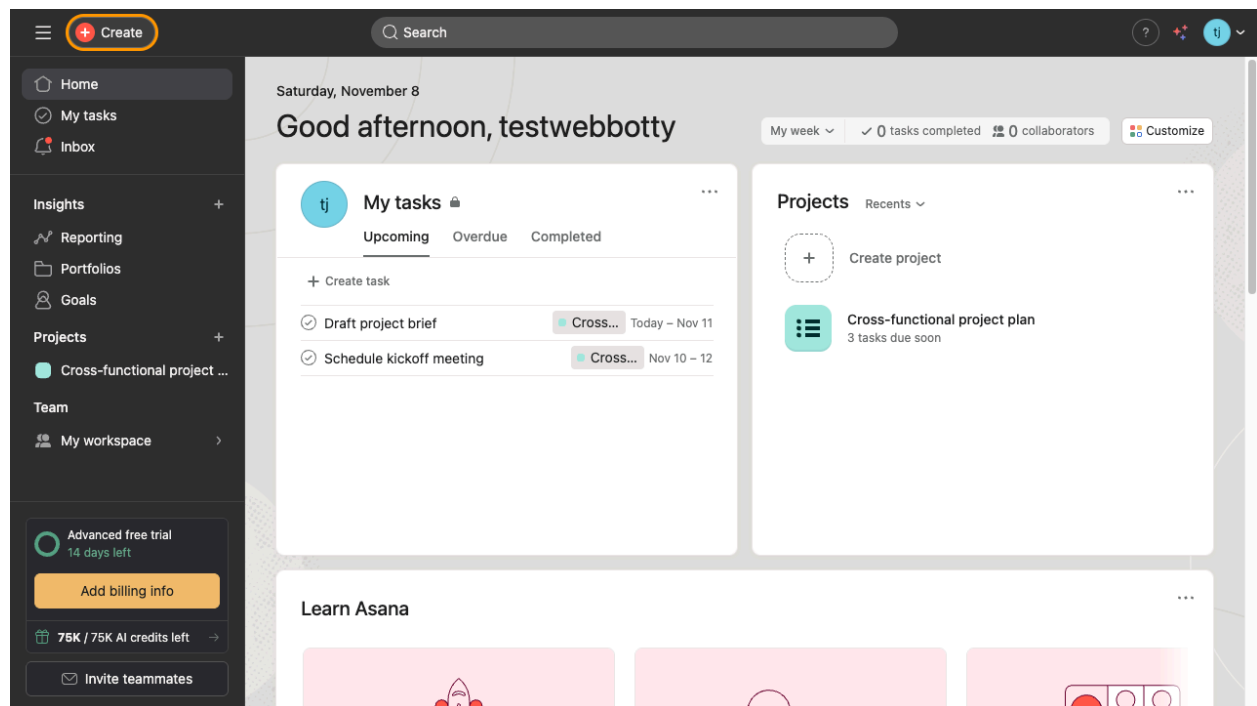 Create
Search
?
tj
Home
My tasks
Inbox
Insights +
Reporting
Portfolios
Goals
Projects +
Cross-functional project ...
Team
My workspace
Advanced free trial
14 days left
Add billing info
75K / 75K AI credits left
Invite teammates
Saturday, November 8
Good afternoon, testwebbotty
My week
0 tasks completed
0 collaborators
Customize
tj
My tasks
Upcoming Overdue Completed
+ Create task
Draft project brief Cross... Today – Nov 11
Schedule kickoff meeting Cross... Nov 10 – 12
Projects Recents
+ Create project
Cross-functional project plan
3 tasks due soon
Learn Asana